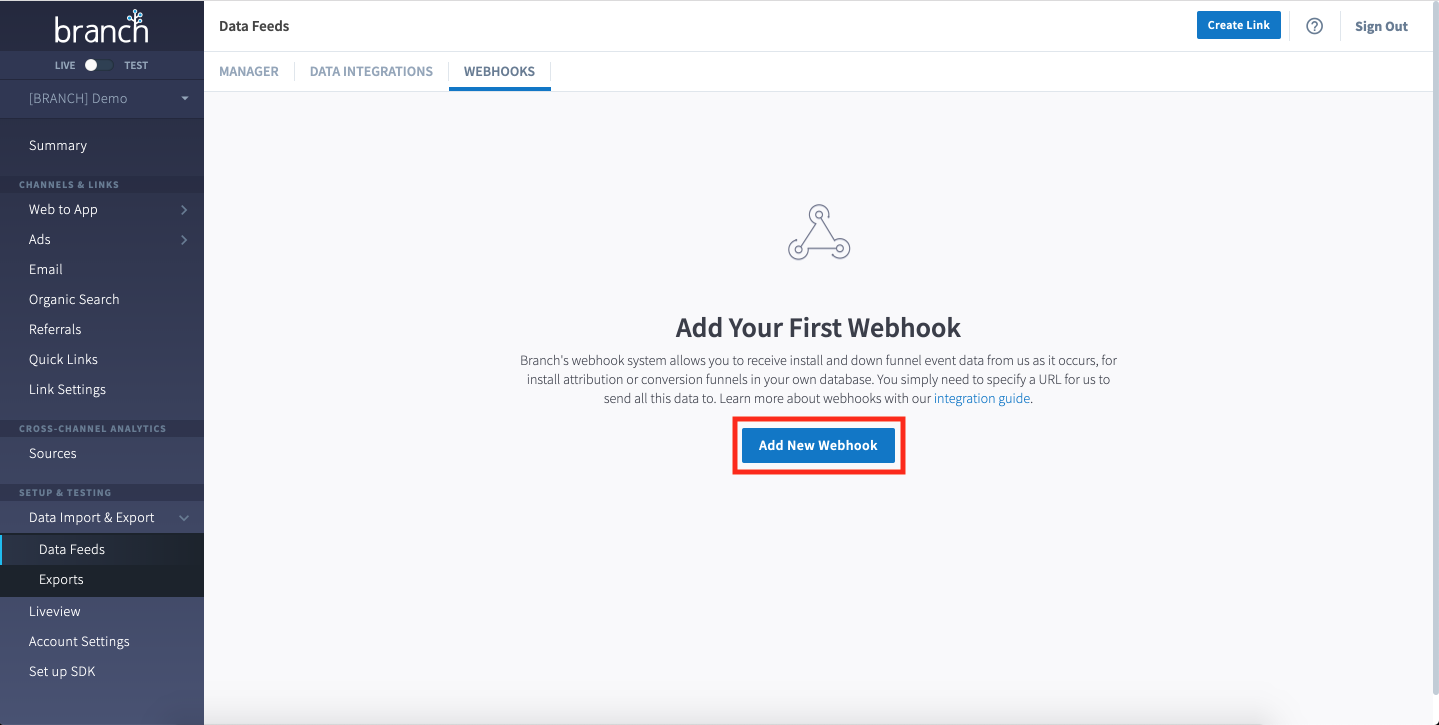 branch
LIVE TEST
[BRANCH] Demo
Summary
CHANNELS & LINKS
Web to App
Ads
Email
Organic Search
Referrals
Quick Links
Link Settings
CROSS-CHANNEL ANALYTICS
Sources
SETUP & TESTING
Data Import & Export
Data Feeds
Exports
Liveview
Account Settings
Set up SDK
Data Feeds
Create Link
?
Sign Out
MANAGER
DATA INTEGRATIONS
WEBHOOKS
Add Your First Webhook
Branch's webhook system allows you to receive install and down funnel event data from us as it occurs, for
install attribution or conversion funnels in your own database. You simply need to specify a URL for us to
send all this data to. Learn more about webhooks with our integration guide.
Add New Webhook